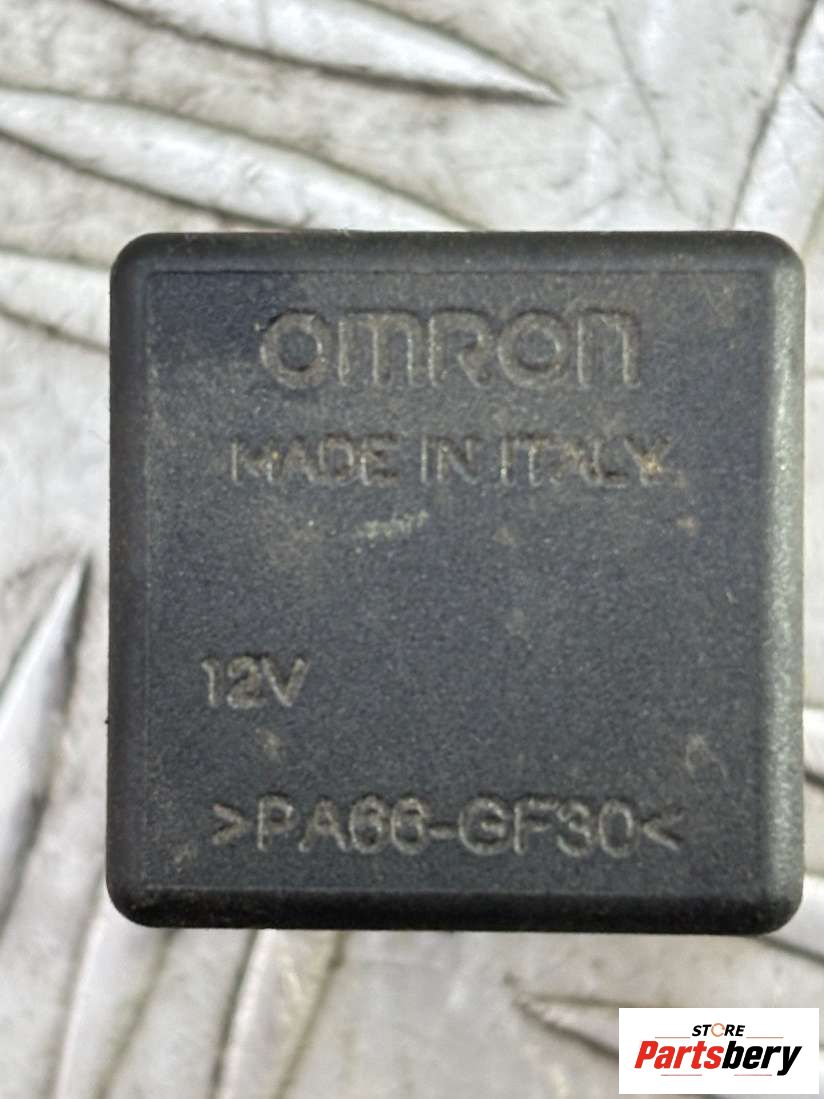 omron
MADE IN ITALY
12V
>PA66-GF30<
STORE
Partsbery